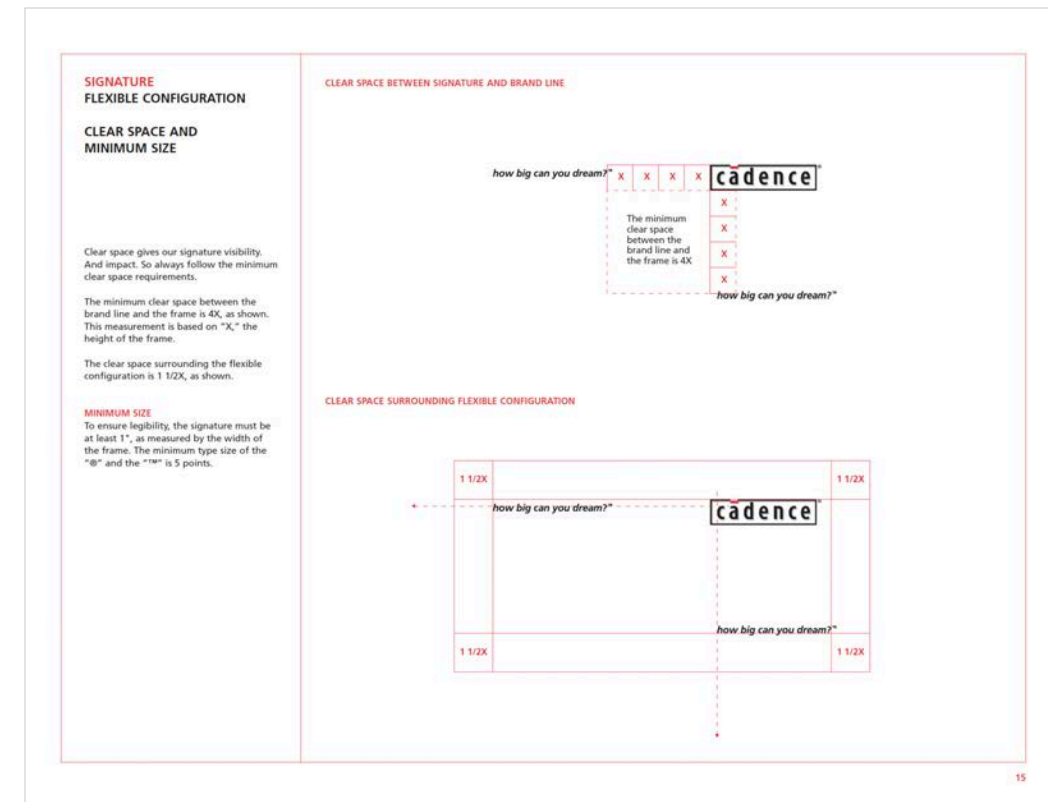 SIGNATURE
FLEXIBLE CONFIGURATION
CLEAR SPACE AND
MINIMUM SIZE
Clear space gives our signature visibility.
And impact. So always follow the minimum
clear space requirements.
The minimum clear space between the
brand line and the frame is 4X, as shown.
This measurement is based on "X," the
height of the frame.
The clear space surrounding the flexible
configuration is 1 1/2X, as shown.
MINIMUM SIZE
To ensure legibility, the signature must be
at least 1", as measured by the width of
the frame. The minimum type size of the
"®" and the "™" is 5 points.
CLEAR SPACE BETWEEN SIGNATURE AND BRAND LINE
how big can you dream?™ X X X X cādence®
X
X
X
X
The minimum
clear space
between the
brand line and
the frame is 4X
how big can you dream?™
CLEAR SPACE SURROUNDING FLEXIBLE CONFIGURATION
1 1/2X 1 1/2X
how big can you dream?™ cādence®
how big can you dream?™
1 1/2X 1 1/2X
15